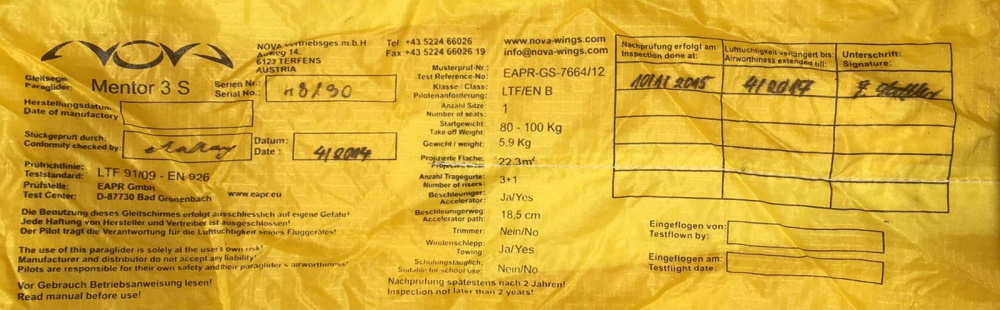 NOVA
NOVA Vertriebsges m.b.H
Auweg 14.
6123 TERFENS
AUSTRIA
Tel: +43 5224 66026
Fax:+43 5224 66026 19
www.nova-wings.com
info@nova-wings.com
Gleitsegel
Paraglider: Mentor 3 S
Serien Nr.:
Serial No.:
Herstellungsdatum:
Date of manufactory
Stückgeprüft durch:
Conformity checked by:
Datum:
Date: 4/2014
Prüfrichtlinie:
Teststandard: LTF 91/09 - EN 926
Prüfstelle: EAPR GmbH
Test Center: D-87730 Bad Grönenbach www.eapr.eu
Die Benutzung dieses Gleitschirmes erfolgt ausschliesslich auf eigene Gefahr!
Jede Haftung von Hersteller und Vertreiber ist ausgeschlossen!
Der Pilot trägt die Verantwortung für die Lufttüchtigkeit seines Fluggerätes!
The use of this paraglider is solely at the user's own risk!
Manufacturer and distributor do not accept any liability!
Pilots are responsible for their own safety and their paraglider's airworthiness!
Vor Gebrauch Betriebsanweisung lesen!
Read manual before use!
Musterpruf-Nr.:
Test Reference-No: EAPR-GS-7664/12
Klasse / Class:
Pilotenanforderung: LTF/EN B
Anzahl Sitze:
Number of seats: 1
Startgewicht:
Take off Weight: 80 - 100 Kg
Gewicht / weight: 5.9 Kg
Projizierte Fläche: 22.3m²
Anzahl Tragegurte:
Number of risers: 3+1
Beschleuniger:
Accelerator: Ja/Yes
Beschleunigerweg:
Accelerator path: 18,5 cm
Trimmer: Nein/No
Windenschlepp:
Towing: Ja/Yes
Schulungstauglich:
Suitable for school use: Nein/No
Nachprüfung spätestens nach 2 Jahren!
Inspection not later than 2 years!
Nachprüfung erfolgt am:
Inspection done at:
Lufttüchtigkeit verlängert bis:
Airworthiness extended till:
Unterschrift:
Signature:
4/2017
Eingeflogen von:
Testflown by:
Eingeflogen am:
Testflight date: